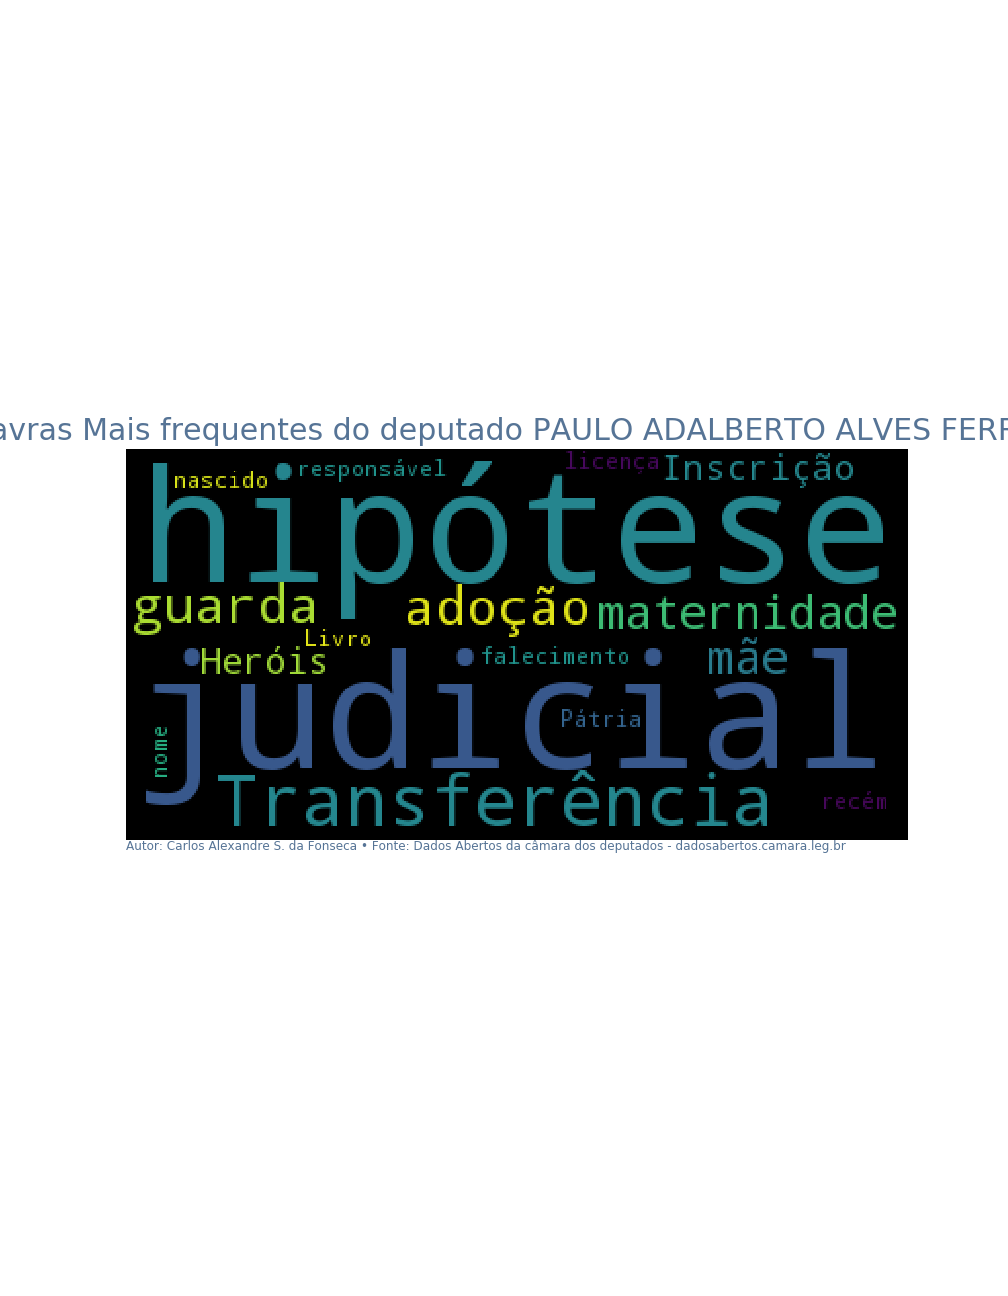 avras Mais frequentes do deputado PAULO ADALBERTO ALVES FERR
licença
responsável
Inscrição
nascido
hipótese
guarda
adoção
maternidade
Livro
Heróis
falecimento
mãe
judicial
Pátria
nome
Transferência
recém
Autor: Carlos Alexandre S. da Fonseca • Fonte: Dados Abertos da câmara dos deputados - dadosabertos.camara.leg.br